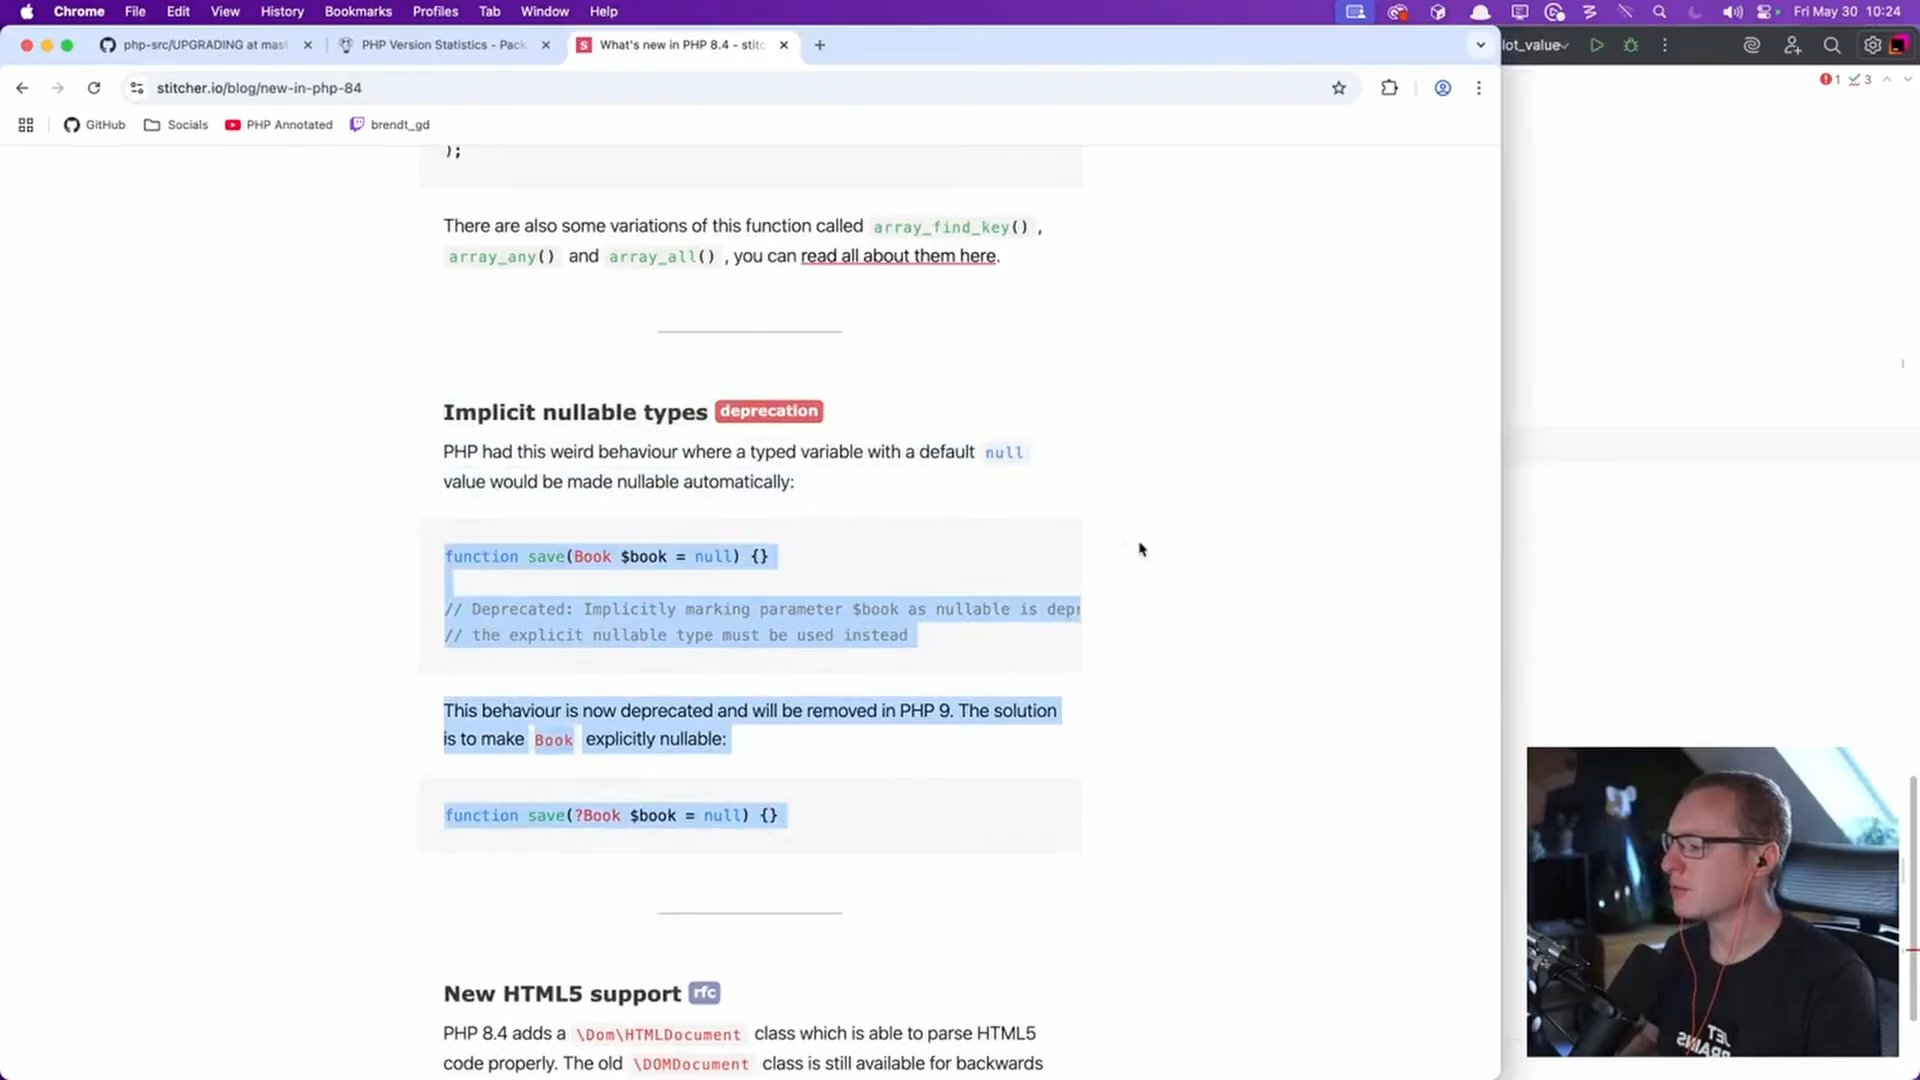 Chrome File Edit View History Bookmarks Profiles Tab Window Help Fri May 30 10:24
php-src/UPGRADING at mast PHP Version Statistics - Pack What's new in PHP 8.4 - stitc lot_value
stitcher.io/blog/new-in-php-84 1 3
GitHub Socials PHP Annotated brendt_gd
);
There are also some variations of this function called array_find_key() ,
array_any() and array_all() , you can read all about them here.
Implicit nullable types deprecation
PHP had this weird behaviour where a typed variable with a default null
value would be made nullable automatically:
function save(Book $book = null) {}
// Deprecated: Implicitly marking parameter $book as nullable is depr
// the explicit nullable type must be used instead
This behaviour is now deprecated and will be removed in PHP 9. The solution
is to make Book explicitly nullable:
function save(?Book $book = null) {}
New HTML5 support rfc
PHP 8.4 adds a \Dom\HTMLDocument class which is able to parse HTML5
code properly. The old \DOMDocument class is still available for backwards